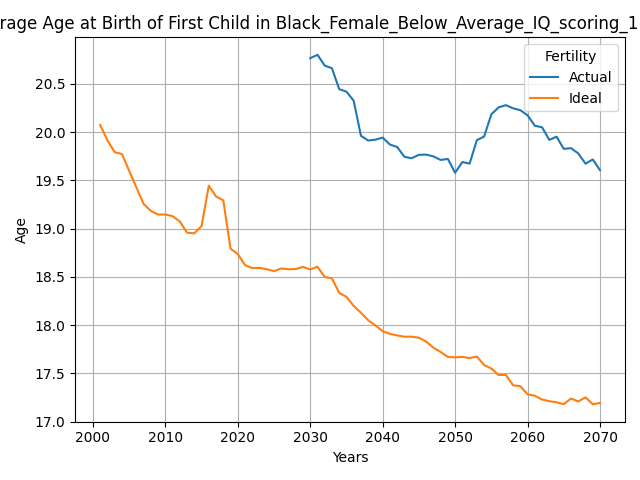 rage Age at Birth of First Child in Black_Female_Below_Average_IQ_scoring_1
Fertility
Actual
Ideal
20.5
20.0
19.5
19.0
18.5
18.0
17.5
17.0
Age
2000 2010 2020 2030 2040 2050 2060 2070
Years